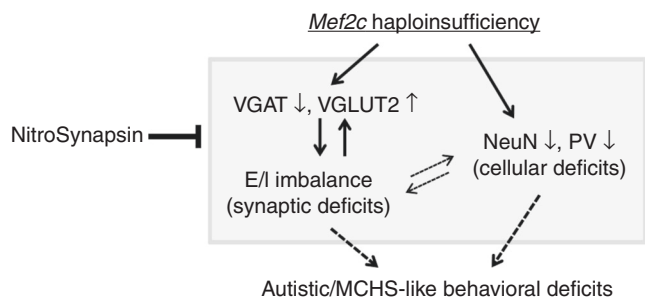 Mef2c haploinsufficiency
VGAT ↓, VGLUT2 ↑
NitroSynapsin
NeuN ↓, PV ↓
(cellular deficits)
E/I imbalance
(synaptic deficits)
Autistic/MCHS-like behavioral deficits